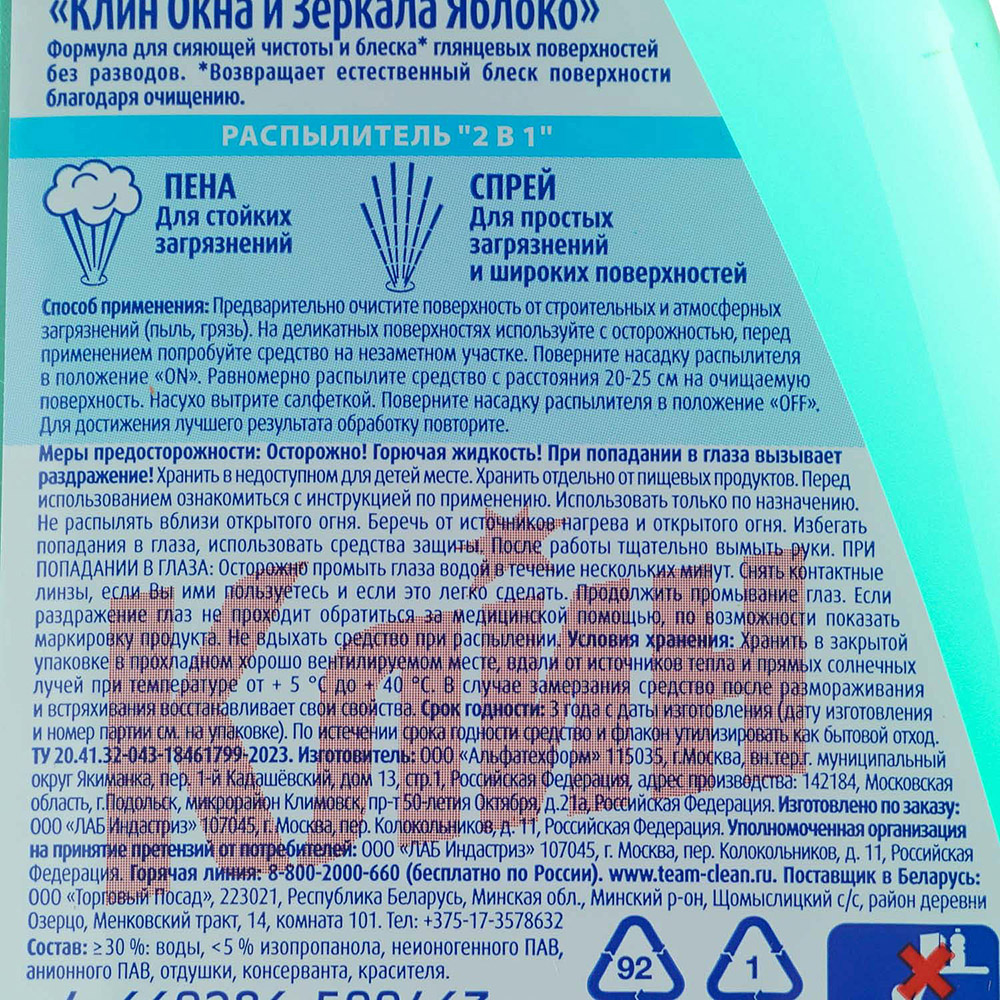 «Клин Окна и Зеркала Яблоко»
Формула для сияющей чистоты и блеска* глянцевых поверхностей
без разводов. *Возвращает естественный блеск поверхности
благодаря очищению.
РАСПЫЛИТЕЛЬ "2 В 1"
ПЕНА
Для стойких
загрязнений
СПРЕЙ
Для простых
загрязнений
и широких поверхностей
Способ применения: Предварительно очистите поверхность от строительных и атмосферных
загрязнений (пыль, грязь). На деликатных поверхностях используйте с осторожностью, перед
применением попробуйте средство на незаметном участке. Поверните насадку распылителя
в положение «ON». Равномерно распылите средство с расстояния 20-25 см на очищаемую
поверхность. Насухо вытрите салфеткой. Поверните насадку распылителя в положение «OFF».
Для достижения лучшего результата обработку повторите.
Меры предосторожности: Осторожно! Горючая жидкость! При попадании в глаза вызывает
раздражение! Хранить в недоступном для детей месте. Хранить отдельно от пищевых продуктов. Перед
использованием ознакомиться с инструкцией по применению. Использовать только по назначению.
Не распылять вблизи открытого огня. Беречь от источников нагрева и открытого огня. Избегать
попадания в глаза, использовать средства защиты. После работы тщательно вымыть руки. ПРИ
ПОПАДАНИИ В ГЛАЗА: Осторожно промыть глаза водой в течение нескольких минут. Снять контактные
линзы, если Вы ими пользуетесь и если это легко сделать. Продолжить промывание глаз. Если
раздражение глаз не проходит обратиться за медицинской помощью, по возможности показать
маркировку продукта. Не вдыхать средство при распылении. Условия хранения: Хранить в закрытой
упаковке в прохладном хорошо вентилируемом месте, вдали от источников тепла и прямых солнечных
лучей при температуре от + 5 °С до + 40 °С. В случае замерзания средство после размораживания
и встряхивания восстанавливает свои свойства. Срок годности: 3 года с даты изготовления (дату изготовления
и номер партии см. на упаковке). По истечении срока годности средство и флакон утилизировать как бытовой отход.
ТУ 20.41.32-043-18461799-2023. Изготовитель: ООО «Альфатехформ» 115035, г.Москва, вн.тер.г. муниципальный
округ Якиманка, пер. 1-й Кадашёвский, дом 13, стр.1, Российская Федерация, адрес производства: 142184, Московская
область, г.Подольск, микрорайон Климовск, пр-т 50-летия Октября, д.21а, Российская Федерация. Изготовлено по заказу:
ООО «ЛАБ Индастриз» 107045, г. Москва, пер. Колокольников, д. 11, Российская Федерация. Уполномоченная организация
на принятие претензий от потребителей: ООО «ЛАБ Индастриз» 107045, г. Москва, пер. Колокольников, д. 11, Российская
Федерация. Горячая линия: 8-800-2000-660 (бесплатно по России). www.team-clean.ru. Поставщик в Беларусь:
ООО «Торговый Посад», 223021, Республика Беларусь, Минская обл., Минский р-он, Щомыслицкий с/с, район деревни
Озерцо, Менковский тракт, 14, комната 101. Тел: +375-17-3578632
Состав: ≥ 30 %: воды, < 5 % изопропанола, неионогенного ПАВ,
анионного ПАВ, отдушки, консерванта, красителя.
Клин
92
1